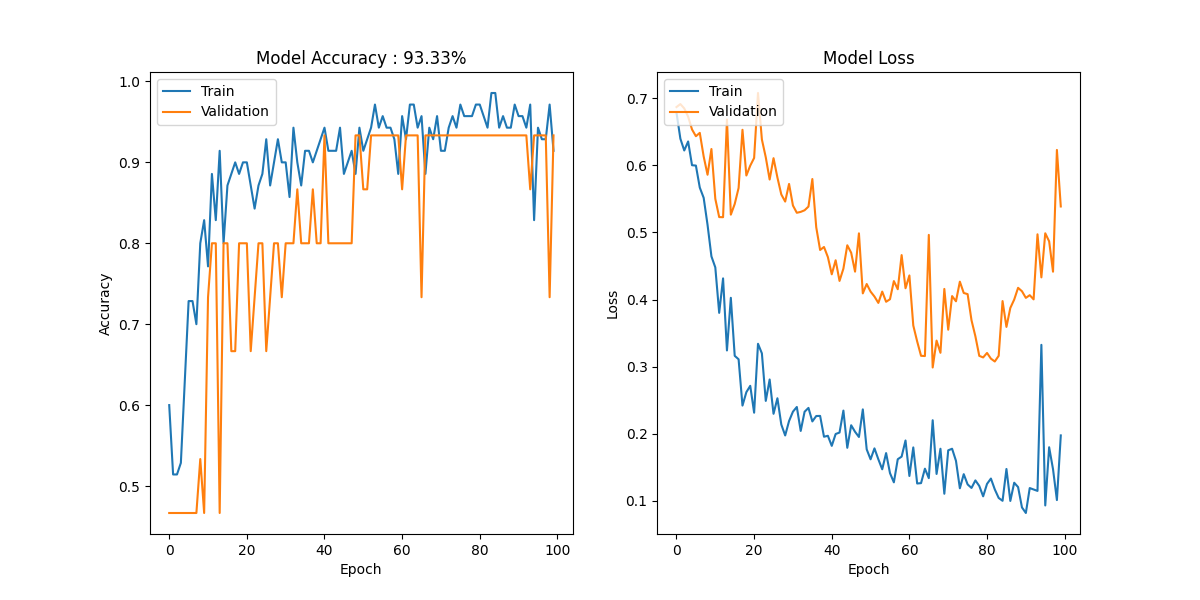 Model Accuracy : 93.33%
Train
Validation
1.0
0.9
0.8
0.7
0.6
0.5
Accuracy
0 20 40 60 80 100
Epoch
Model Loss
Train
Validation
0.7
0.6
0.5
0.4
0.3
0.2
0.1
Loss
0 20 40 60 80 100
Epoch